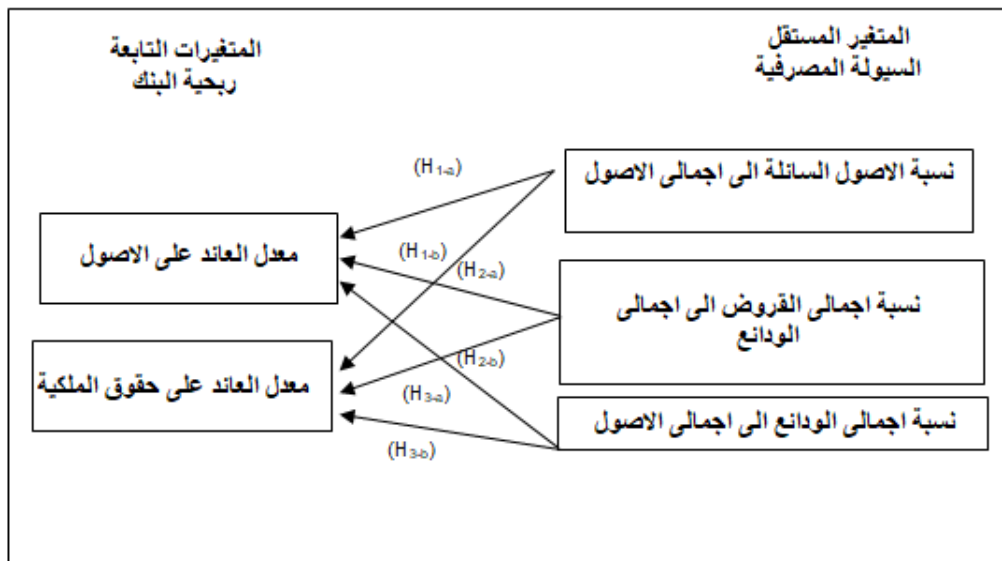 المتغير المستقل
السيولة المصرفية
المتغيرات التابعة
ربحية البنك
نسبة الاصول السائلة الى اجمالى الاصول
(H1-a)
معدل العائد على الاصول
(H1-b)
(H2-a)
نسبة اجمالى القروض الى اجمالى
الودائع
(H2-b)
معدل العائد على حقوق الملكية
(H3-a)
نسبة اجمالى الودائع الى اجمالى الاصول
(H3-b)